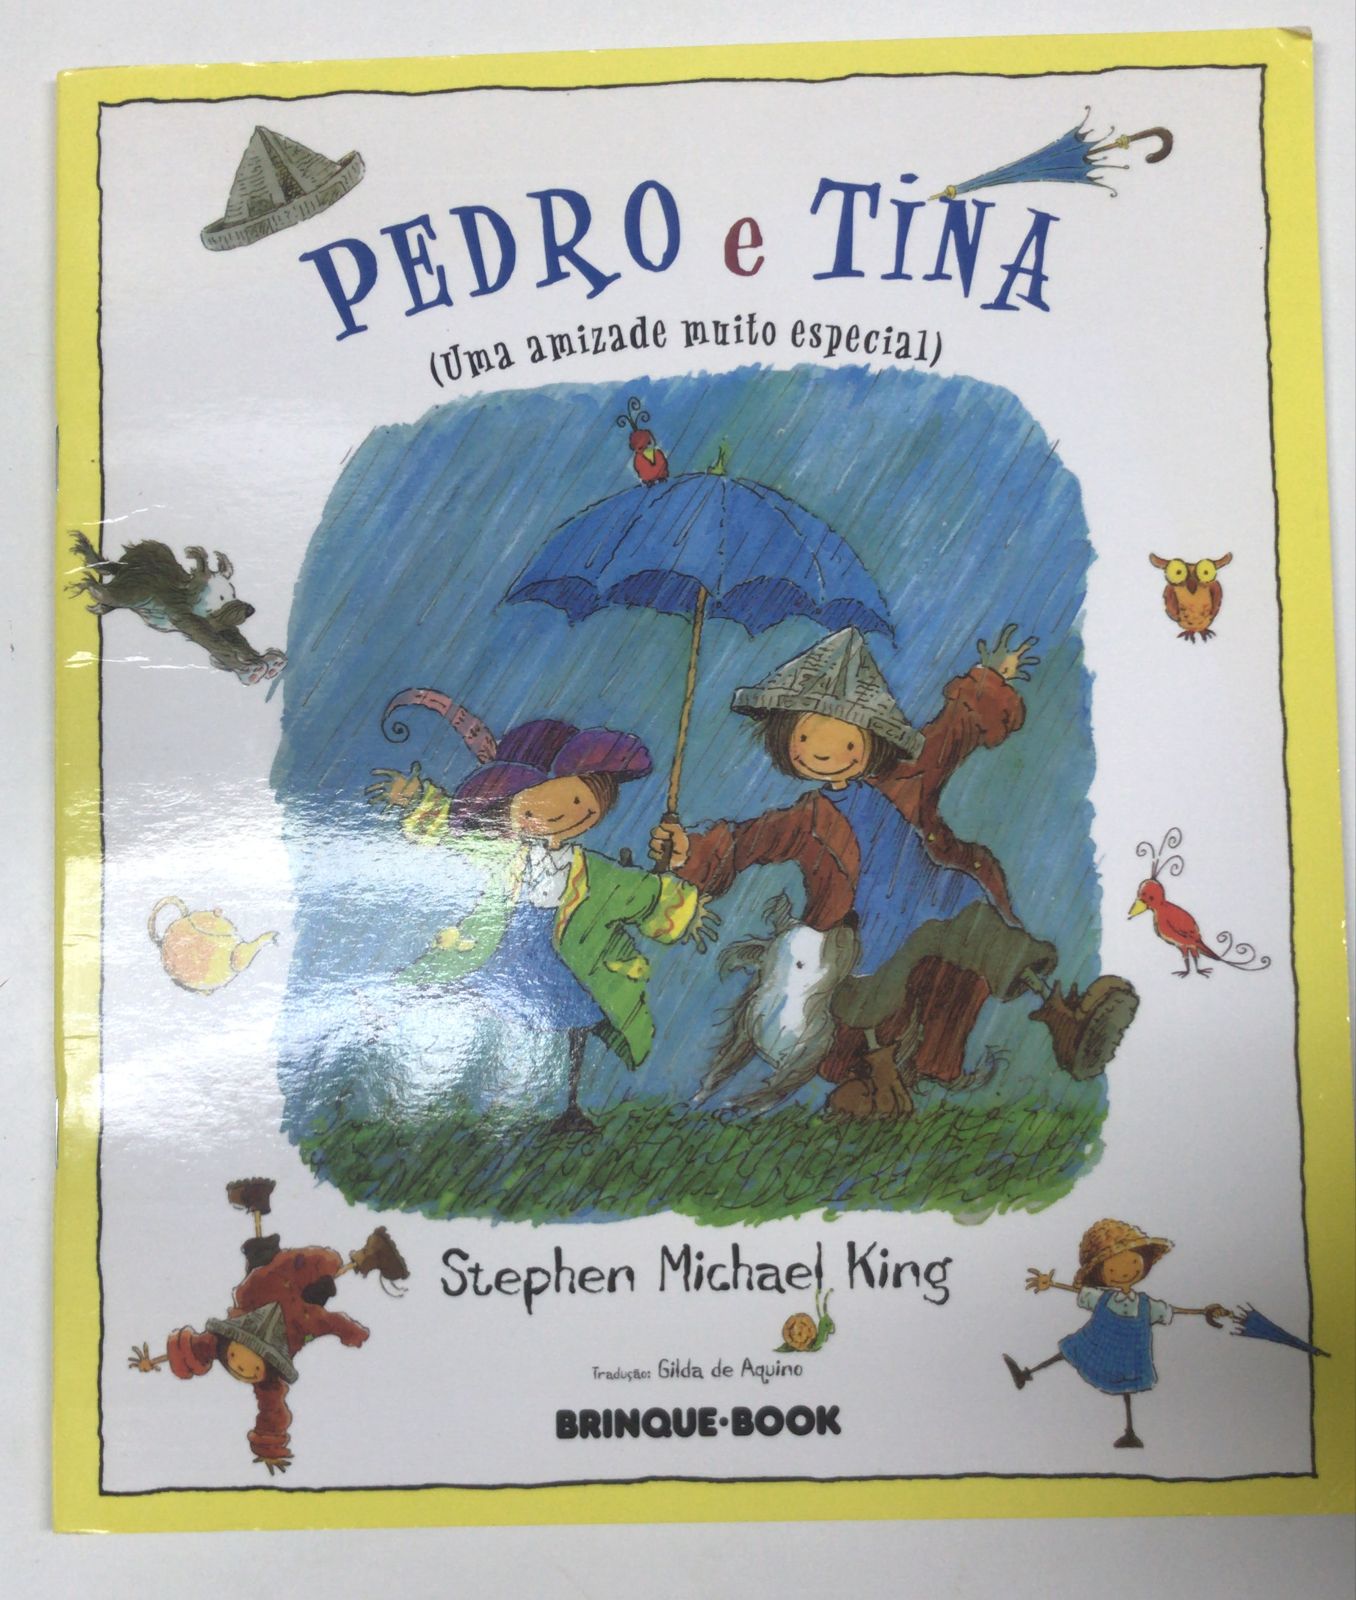 PEDRO e TINA
(Uma amizade muito especial)
Stephen Michael King
Tradução: Gilda de Aquino
BRINQUE-BOOK